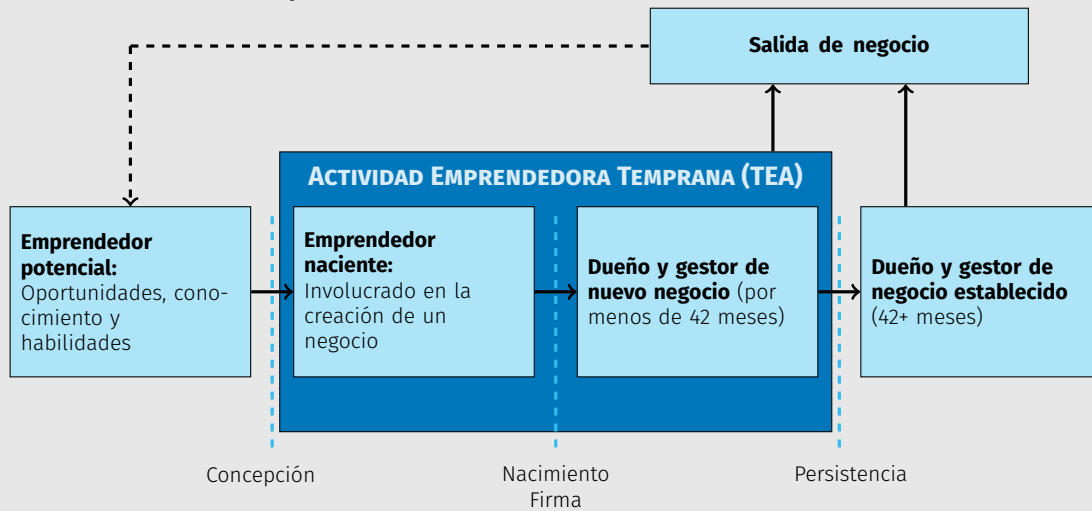 Salida de negocio
ACTIVIDAD EMPRENDEDORA TEMPRANA (TEA)
Emprendedor
potencial:
Oportunidades, cono-
cimiento y
habilidades
Emprendedor
naciente:
Involucrado en la
creación de un
negocio
Dueño y gestor de
nuevo negocio (por
menos de 42 meses)
Dueño y gestor de
negocio establecido
(42+ meses)
Concepción
Nacimiento
Firma
Persistencia